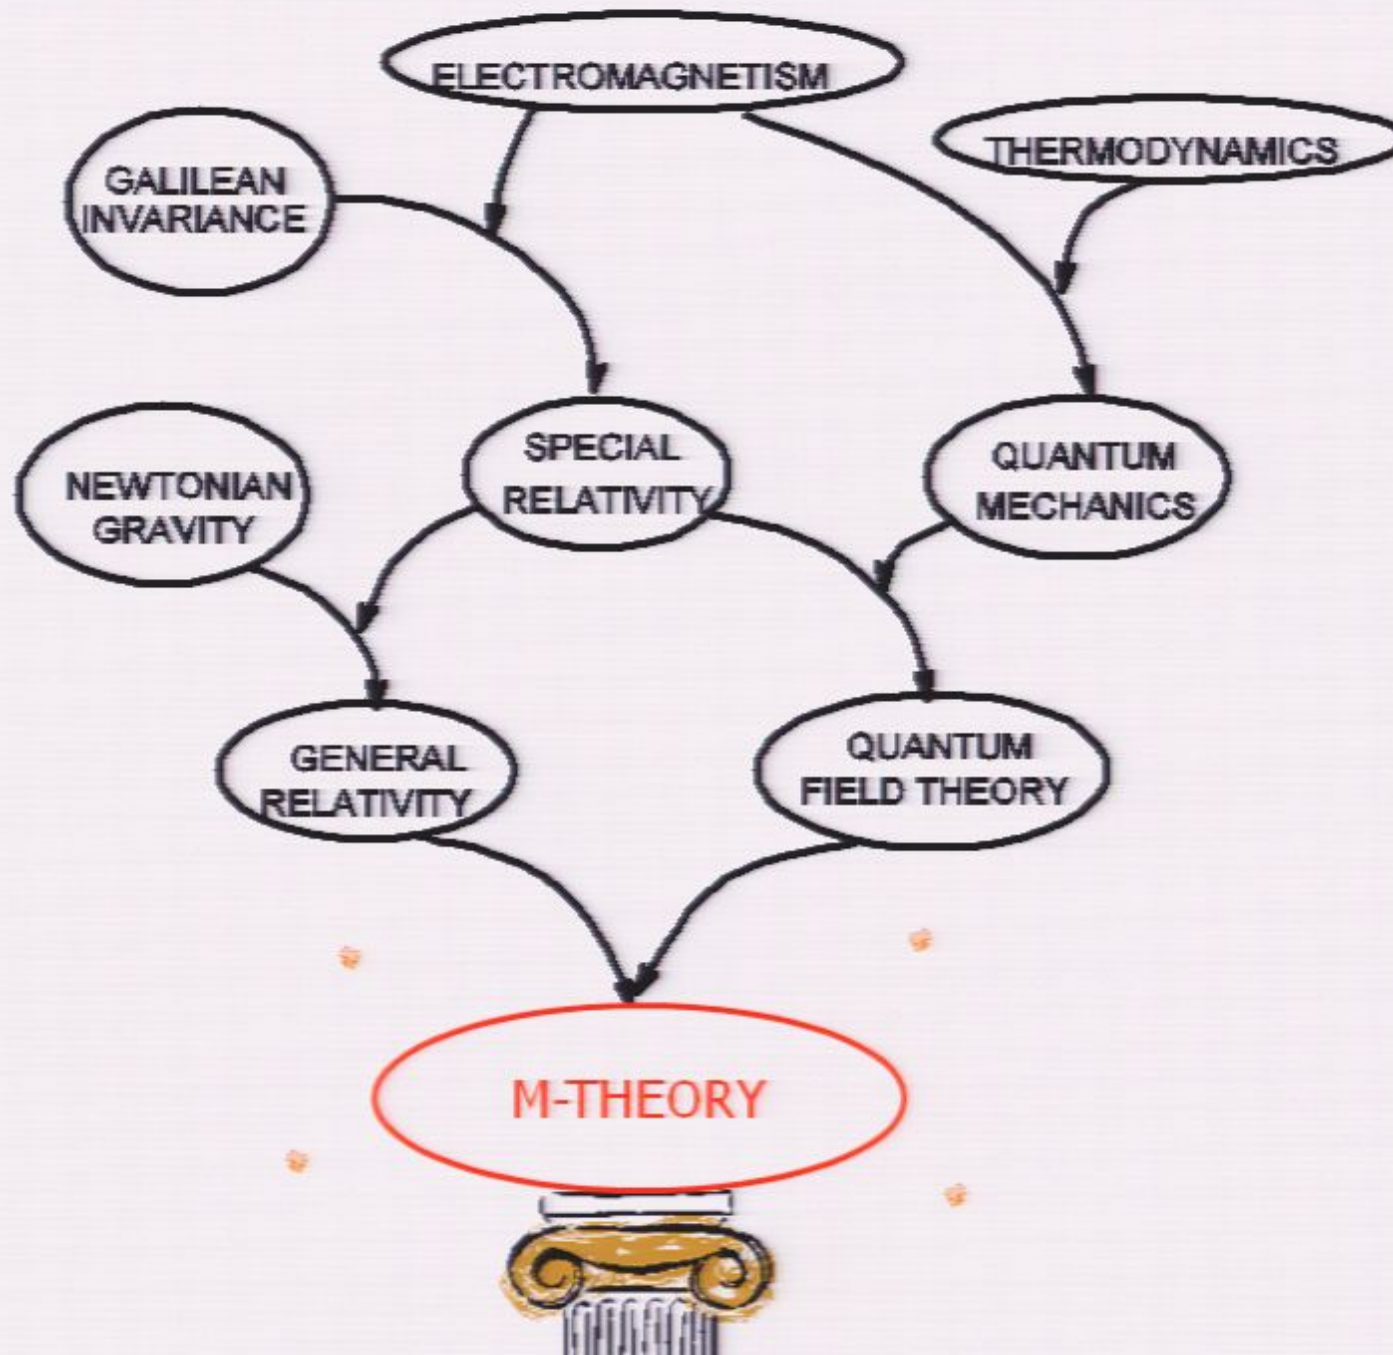 ELECTROMAGNETISM
THERMODYNAMICS
GALILEAN
INVARIANCE
NEWTONIAN
GRAVITY
SPECIAL
RELATIVITY
QUANTUM
MECHANICS
GENERAL
RELATIVITY
QUANTUM
FIELD THEORY
M-THEORY